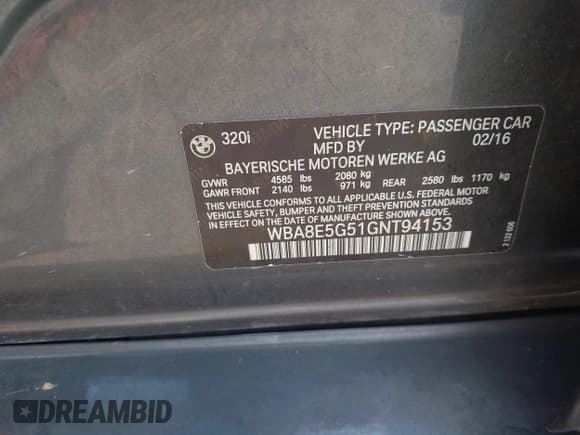 320i VEHICLE TYPE: PASSENGER CAR
MFD BY 02/16
BAYERISCHE MOTOREN WERKE AG
GVWR 4585 lbs 2080 kg
GAWR FRONT 2140 lbs 971 kg REAR 2580 lbs 1170 kg
THIS VEHICLE CONFORMS TO ALL APPLICABLE U.S. FEDERAL MOTOR
VEHICLE SAFETY, BUMPER AND THEFT PREVENTION STANDARDS IN
EFFECT ON THE DATE OF MANUFACTURE SHOWN ABOVE.
WBA8E5G51GNT94153
DREAMBID